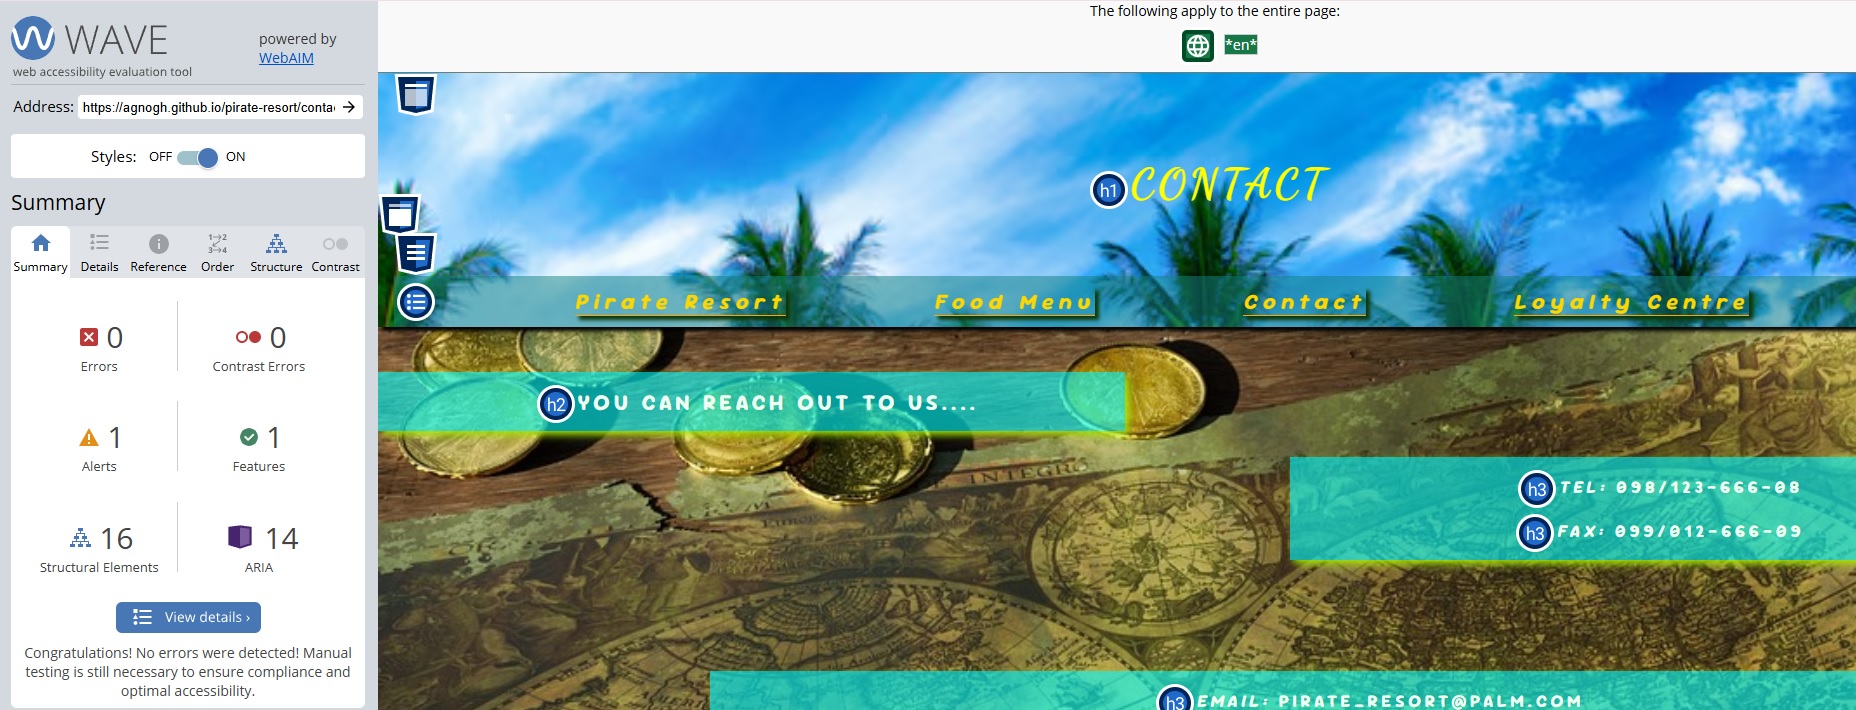 WAVE
powered by
WebAIM
web accessibility evaluation tool
Address: https://agnogh.github.io/pirate-resort/conta
Styles: OFF ON
Summary
Summary Details Reference Order Structure Contrast
0 Errors
0 Contrast Errors
1 Alerts
1 Features
16 Structural Elements
14 ARIA
View details ›
Congratulations! No errors were detected! Manual
testing is still necessary to ensure compliance and
optimal accessibility.
The following apply to the entire page:
*en*
h1 CONTACT
Pirate Resort Food Menu Contact Loyalty Centre
h2 YOU CAN REACH OUT TO US....
h3 TEL: 098/123-666-08
h3 FAX: 099/012-666-09
h3 EMAIL: PIRATE_RESORT@PALM.COM